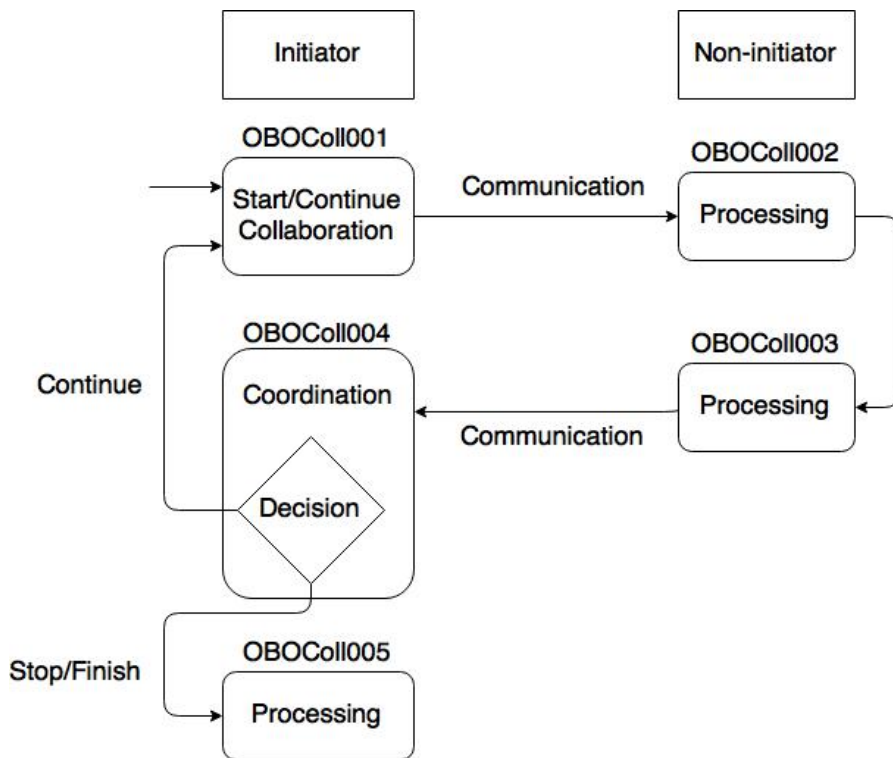 Initiator
Non-initiator
OBOColl001
Start/Continue
Collaboration
Communication
OBOColl002
Processing
OBOColl004
Coordination
Continue
Decision
OBOColl003
Processing
Communication
Stop/Finish
OBOColl005
Processing